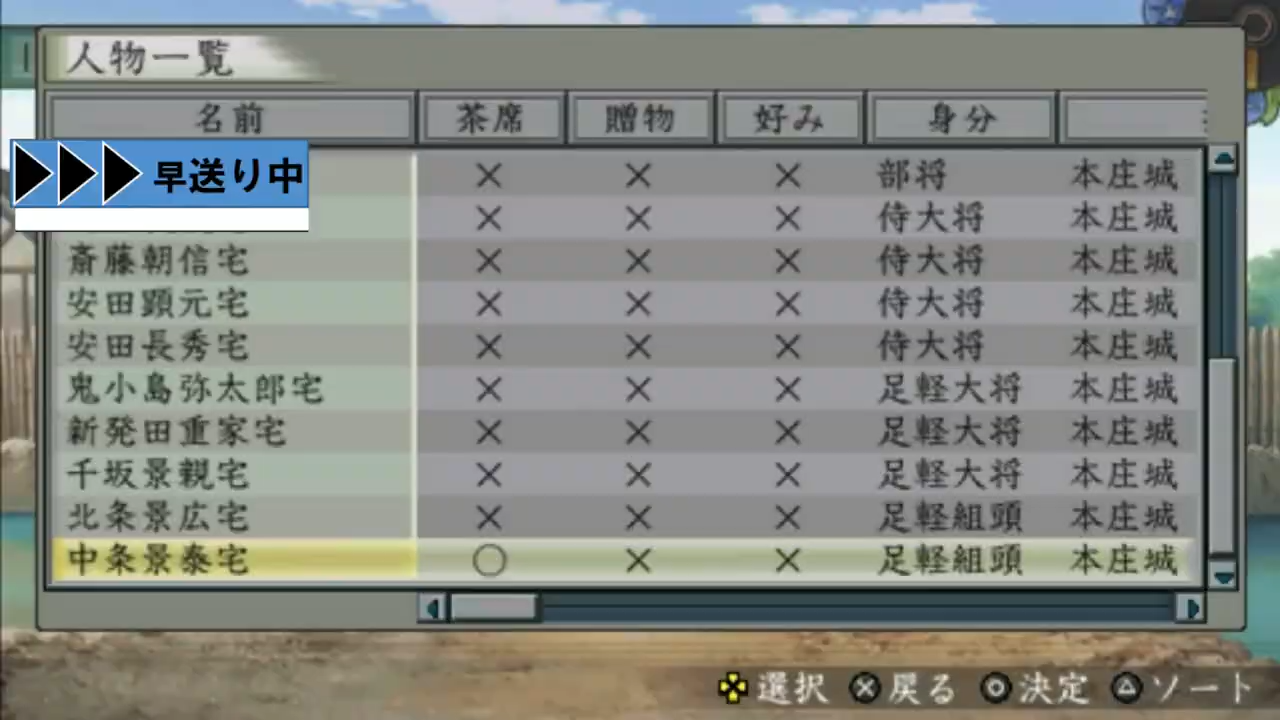 人物一覧
名前 茶席 贈物 好み 身分
早送り中
× × × 部将 本庄城
× × × 侍大将 本庄城
斎藤朝信宅 × × × 侍大将 本庄城
安田顕元宅 × × × 侍大将 本庄城
安田長秀宅 × × × 侍大将 本庄城
鬼小島弥太郎宅 × × × 足軽大将 本庄城
新発田重家宅 × × × 足軽大将 本庄城
千坂景親宅 × × × 足軽大将 本庄城
北条景広宅 × × × 足軽組頭 本庄城
中条景泰宅 ○ × × 足軽組頭 本庄城
選択 戻る 決定 ソート